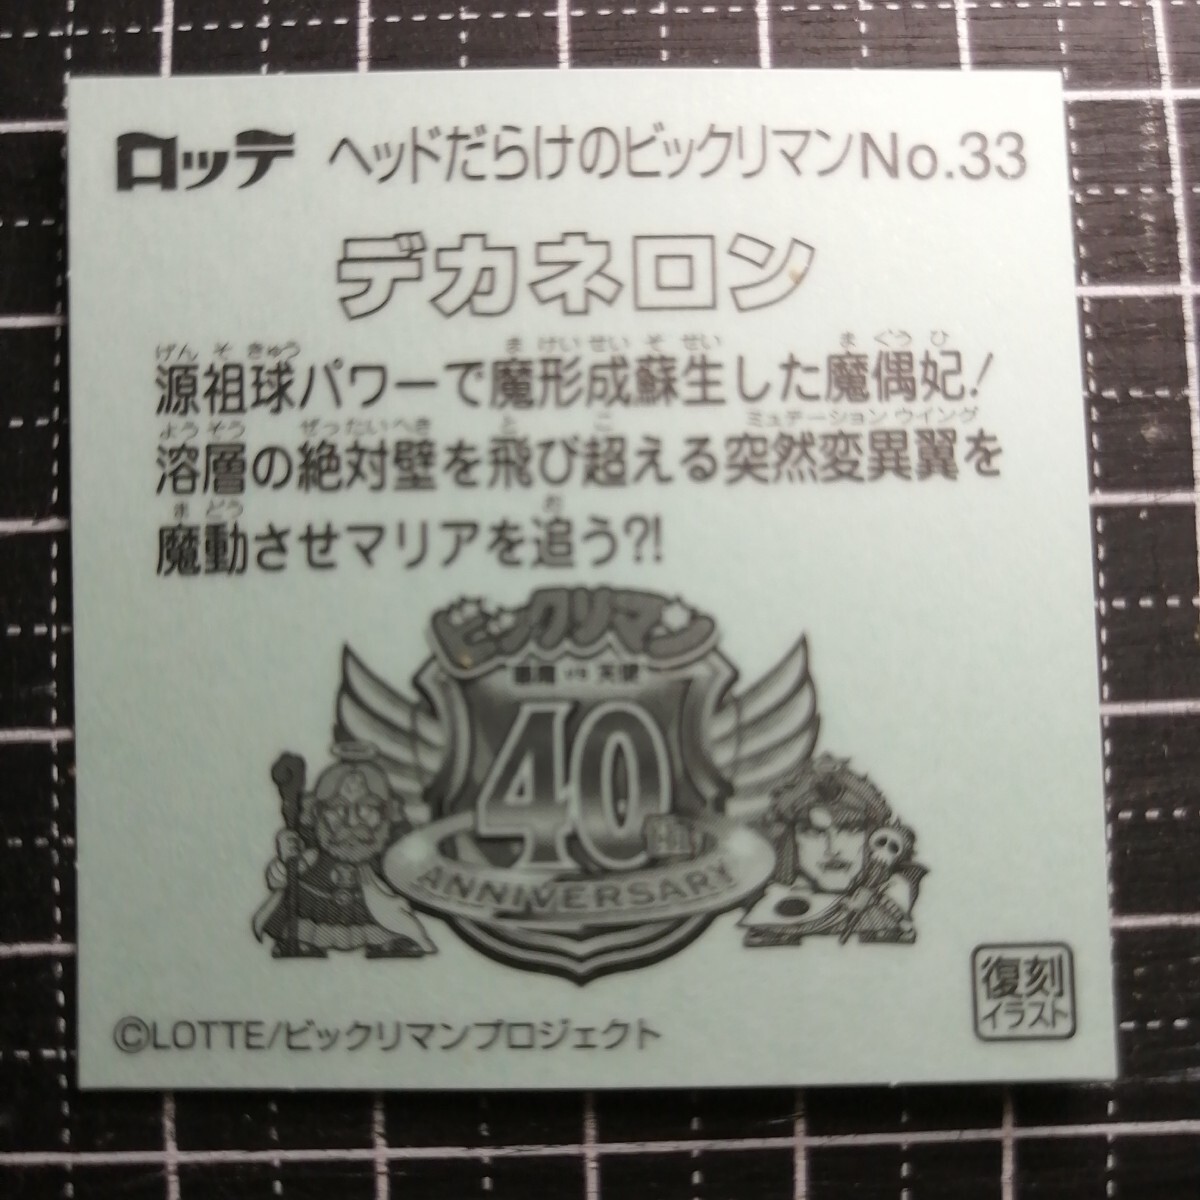 ロッテ ヘッドだらけのビックリマンNo.33
デカネロン
げんそきゅう ま けいせい そ せい ま ぐう ひ
源祖球パワーで魔形成蘇生した魔偶妃!
ようそう ぜったいへき と こ ミュテーション ウイング
溶層の絶対壁を飛び超える突然変異翼を
ま どう お
魔動させマリアを追う?!
ビックリマン
悪魔 VS 天使
40th
ANNIVERSARY
復刻
イラスト
©LOTTE/ビックリマンプロジェクト